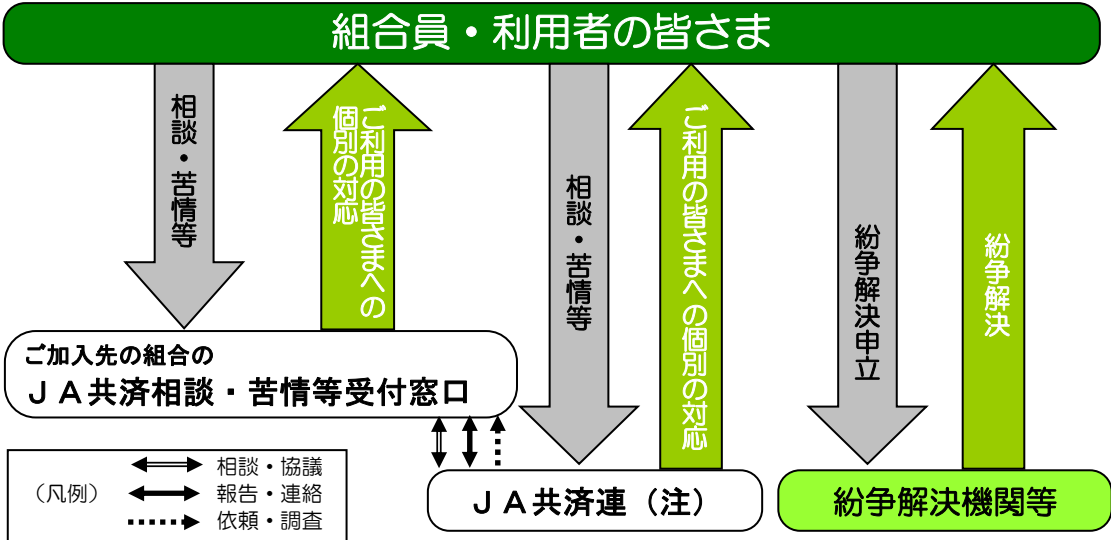 組合員・利用者の皆さま
相談・苦情等
ご利用の皆さまへの
個別の対応
相談・苦情等
ご利用の皆さまへの個別の対応
紛争解決申立
紛争解決
ご加入先の組合の
ＪＡ共済相談・苦情等受付窓口
（凡例）
相談・協議
報告・連絡
依頼・調査
ＪＡ共済連（注）
紛争解決機関等